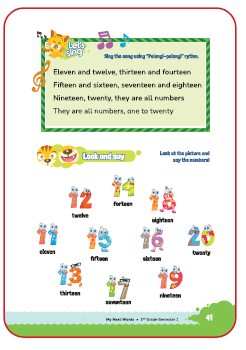 Let's sing!
Sing the song using "Pelangi-pelangi" rythm.
Eleven and twelve, thirteen and fourteen
Fifteen and sixteen, seventeen and eighteen
Nineteen, twenty, they are all numbers
They are all numbers, one to twenty
Look and say
Look at the picture and
say the numbers!
12
twelve
14
forteen
18
eighteen
11
eleven
15
fifteen
16
sixteen
20
twenty
13
thirteen
17
seventeen
19
nineteen
My Next Words • 2nd Grade-Semester 1
41